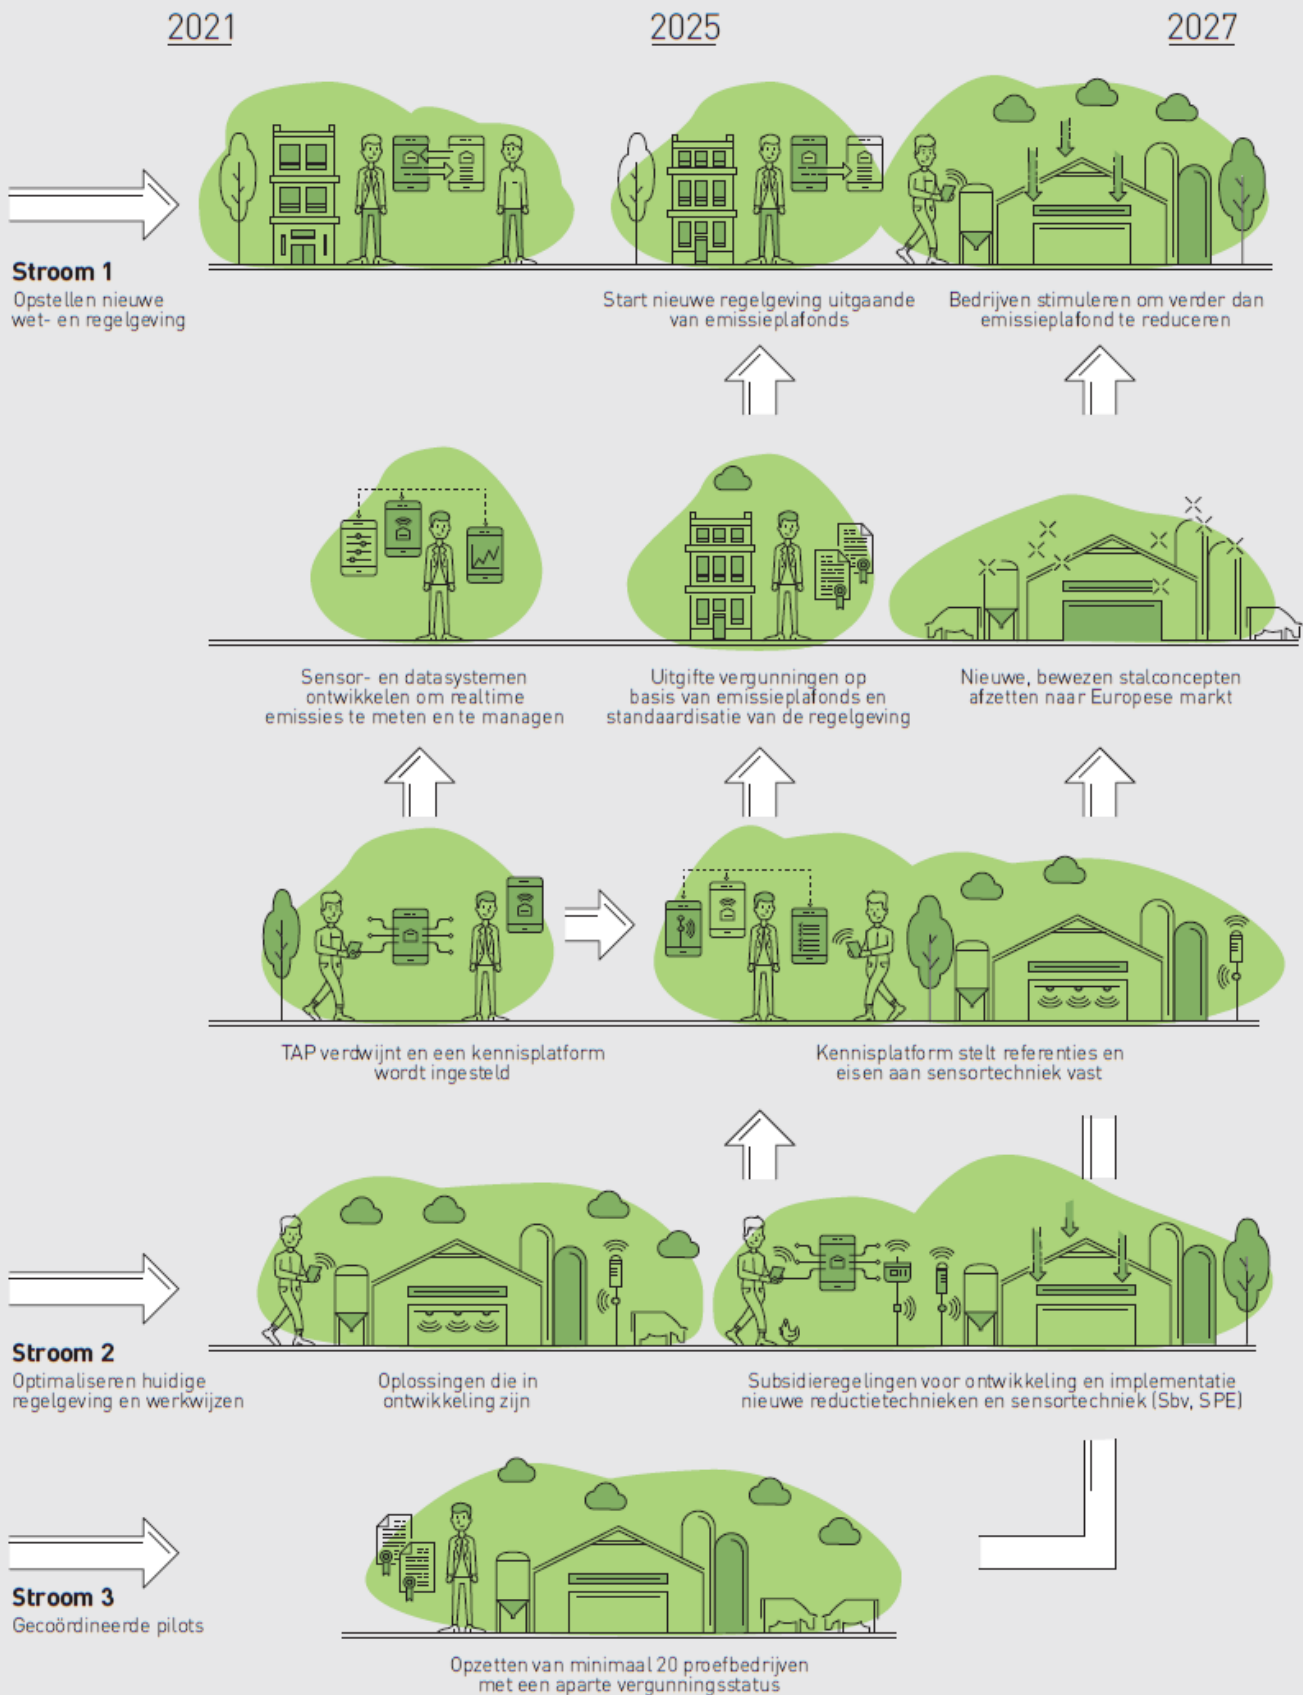 2021
2025
2027
Stroom 1
Opstellen nieuwe
wet- en regelgeving
Start nieuwe regelgeving uitgaande
van emissieplafonds
Bedrijven stimuleren om verder dan
emissieplafond te reduceren
Sensor- en datasystemen
ontwikkelen om realtime
emissies te meten en te managen
Uitgifte vergunningen op
basis van emissieplafonds en
standaardisatie van de regelgeving
Nieuwe, bewezen stalconcepten
afzetten naar Europese markt
TAP verdwijnt en een kennisplatform
wordt ingesteld
Kennisplatform stelt referenties en
eisen aan sensortechniek vast
Stroom 2
Optimaliseren huidige
regelgeving en werkwijzen
Oplossingen die in
ontwikkeling zijn
Subsidieregelingen voor ontwikkeling en implementatie
nieuwe reductietechnieken en sensortechniek (Sbv, SPE)
Stroom 3
Gecoördineerde pilots
Opzetten van minimaal 20 proefbedrijven
met een aparte vergunningsstatus